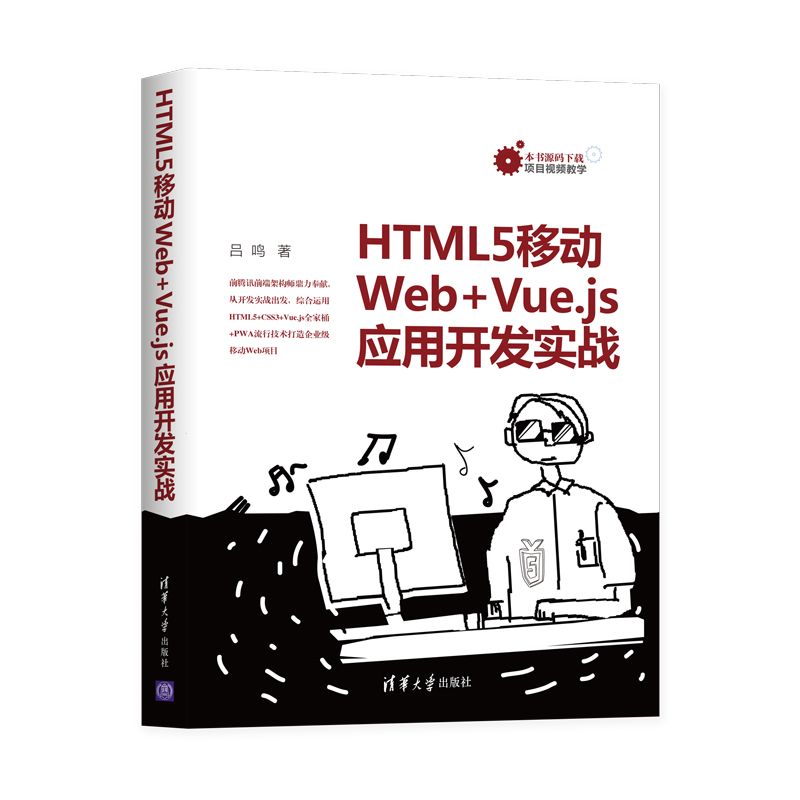 HTML5移动Web+Vue.js应用开发实战
清华大学出版社
本书源码下载
项目视频教学
HTML5移动
Web+Vue.js
应用开发实战
吕鸣 著
前腾讯前端架构师鼎力奉献,
从开发实战出发,综合运用
HTML5+CSS3+Vue.js全家桶
+PWA流行技术打造企业级
移动Web项目
5
清华大学出版社